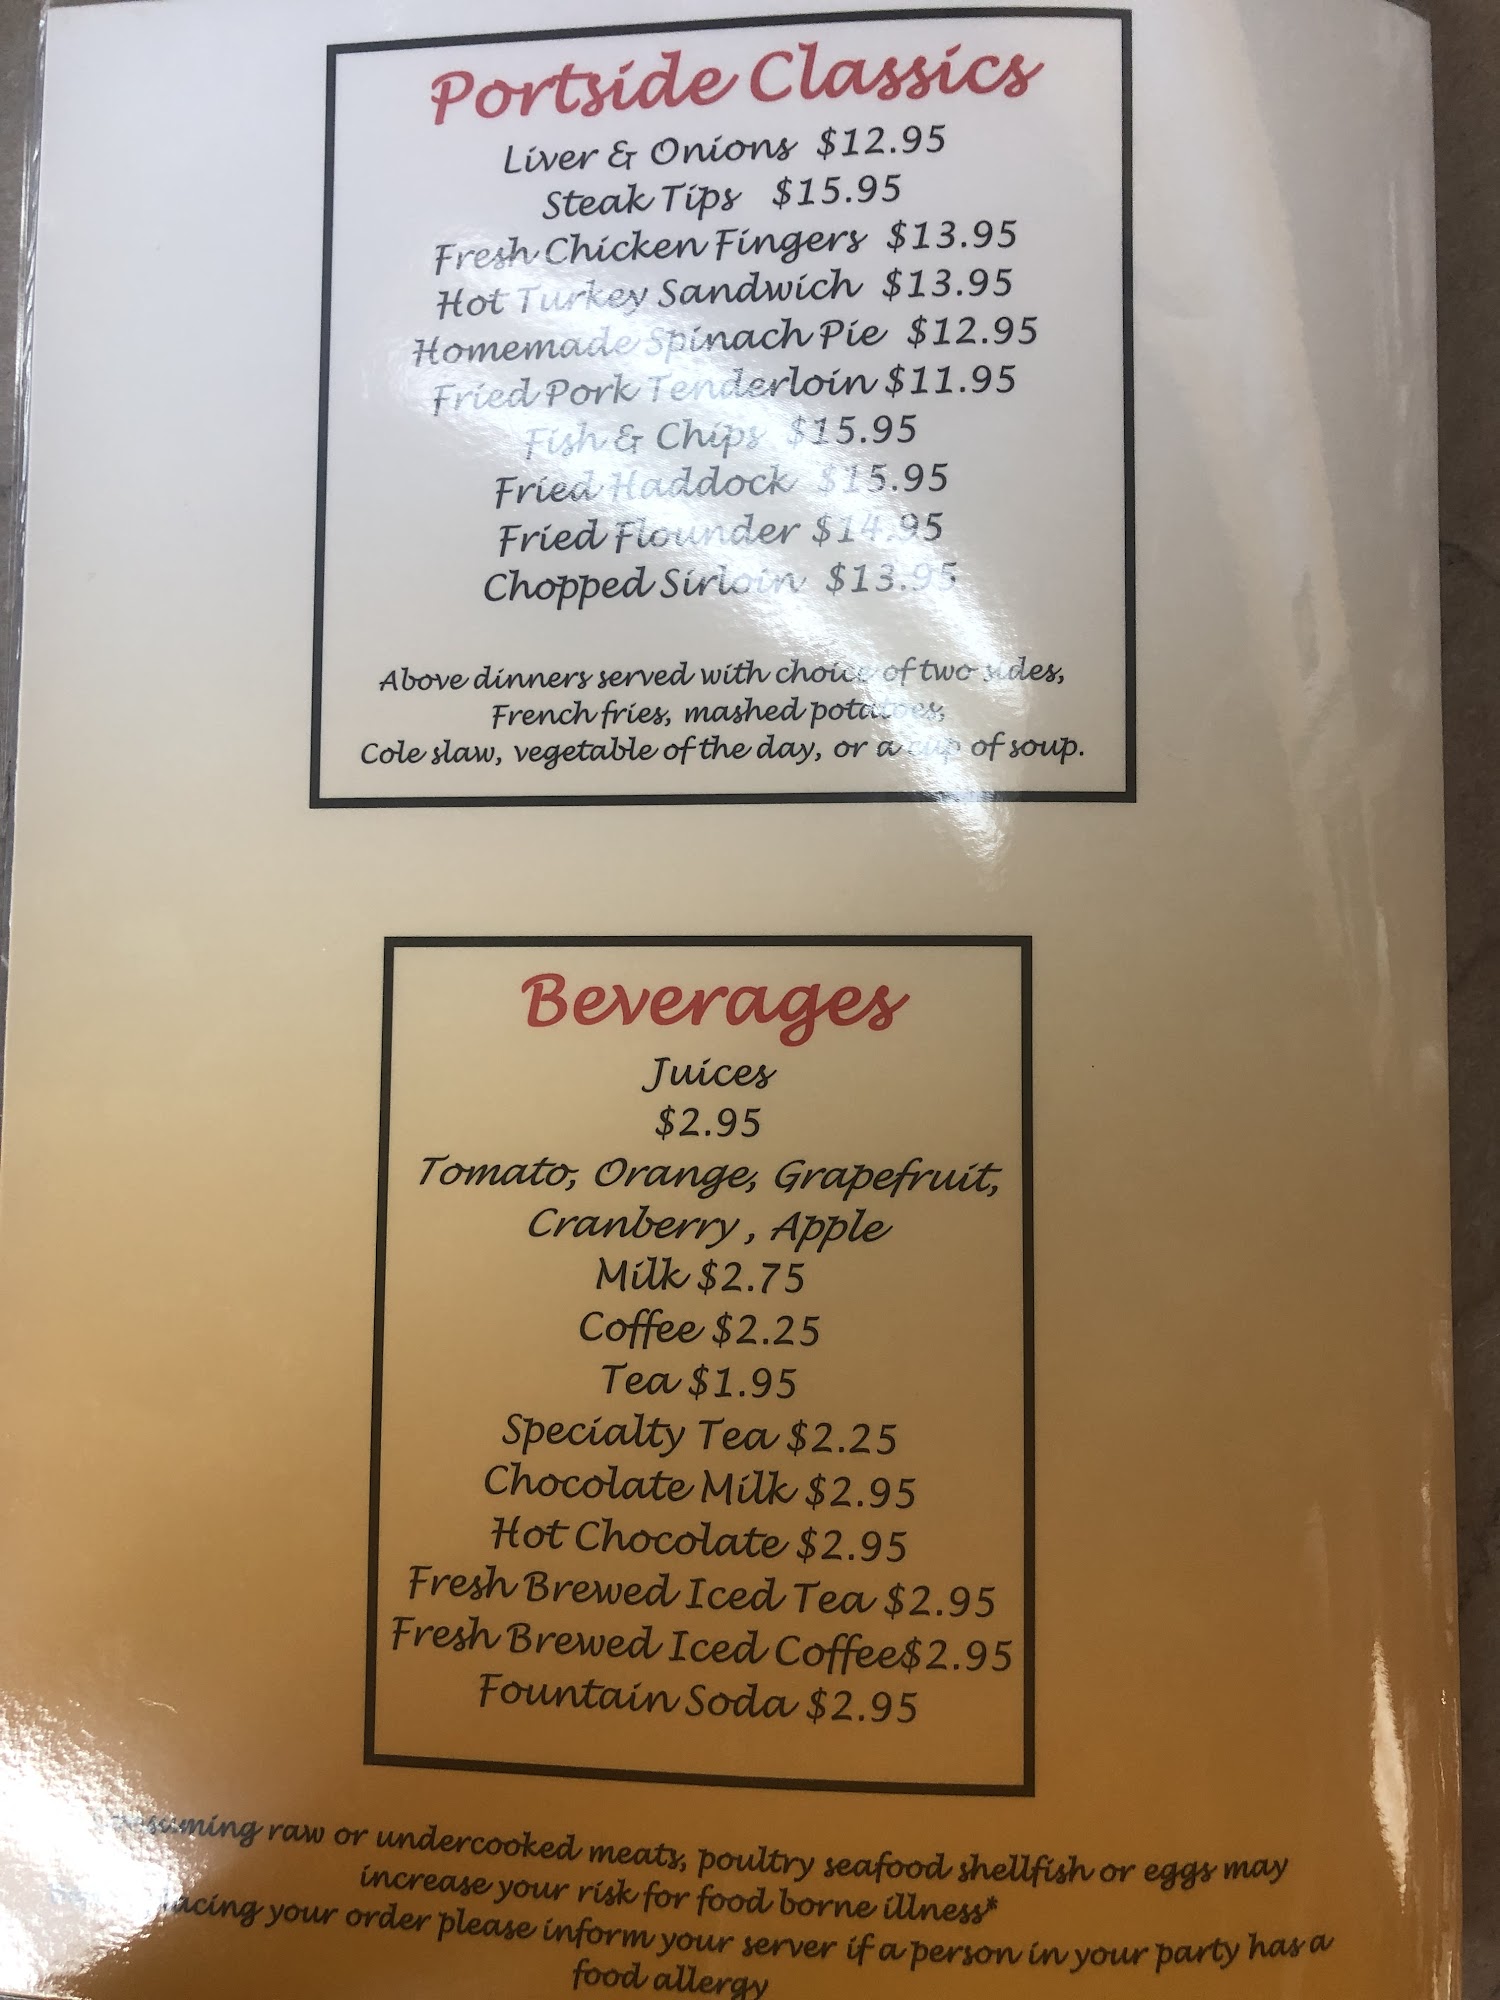 Portside Classics
Liver & Onions $12.95
Steak Tips $15.95
Fresh Chicken Fingers $13.95
Hot Turkey Sandwich $13.95
Homemade Spinach Pie $12.95
Fried Pork Tenderloin $11.95
Fish & Chips $15.95
Fried Haddock $15.95
Fried Flounder $14.95
Chopped Sirloin $13.95
Above dinners served with choice of two sides,
French fries, mashed potatoes,
Cole slaw, vegetable of the day, or a cup of soup.
Beverages
Juices
$2.95
Tomato, Orange, Grapefruit,
Cranberry , Apple
Milk $2.75
Coffee $2.25
Tea $1.95
Specialty Tea $2.25
Chocolate Milk $2.95
Hot Chocolate $2.95
Fresh Brewed Iced Tea $2.95
Fresh Brewed Iced Coffee$2.95
Fountain Soda $2.95
raw or undercooked meats, poultry seafood shellfish or eggs may
increase your risk for food borne illness*
your order please inform your server if a person in your party has a
food allergy